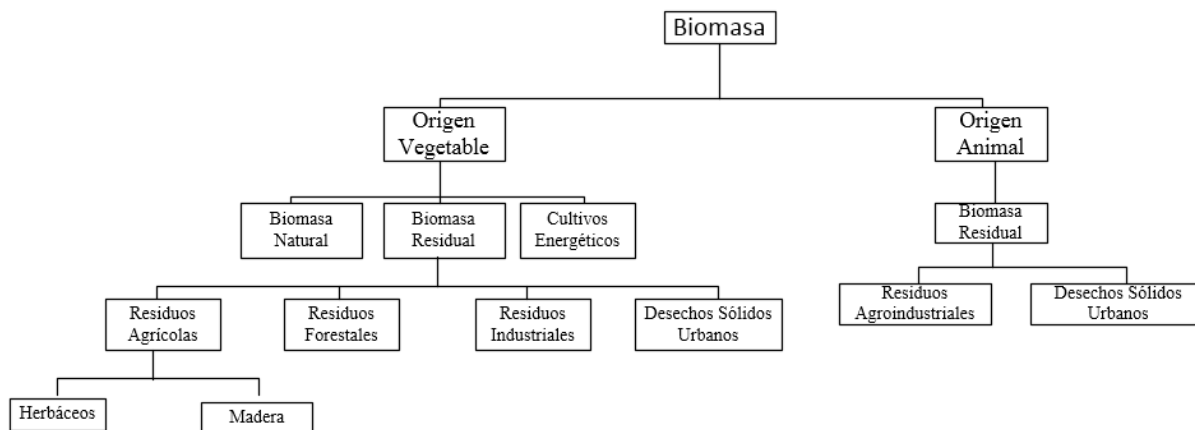 Biomasa
Origen
Vegetable
Origen
Animal
Biomasa
Natural
Biomasa
Residual
Cultivos
Energéticos
Biomasa
Residual
Residuos
Agrícolas
Residuos
Forestales
Residuos
Industriales
Desechos Sólidos
Urbanos
Residuos
Agroindustriales
Desechos Sólidos
Urbanos
Herbáceos
Madera